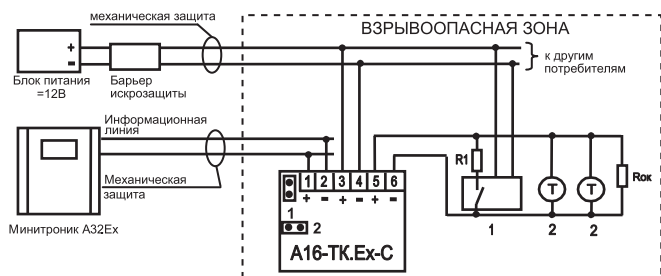 механическая защита
ВЗРЫВООПАСНАЯ ЗОНА
+
-
Блок питания
=12В
Барьер
искрозащиты
к другим
потребителям
Информационная
линия
Механическая
защита
Минитроник А32Ех
1 2 3 4 5 6
+ - + - + -
1
2
А16-ТК.Ех-С
R1
1
T
2
T
2
Rок